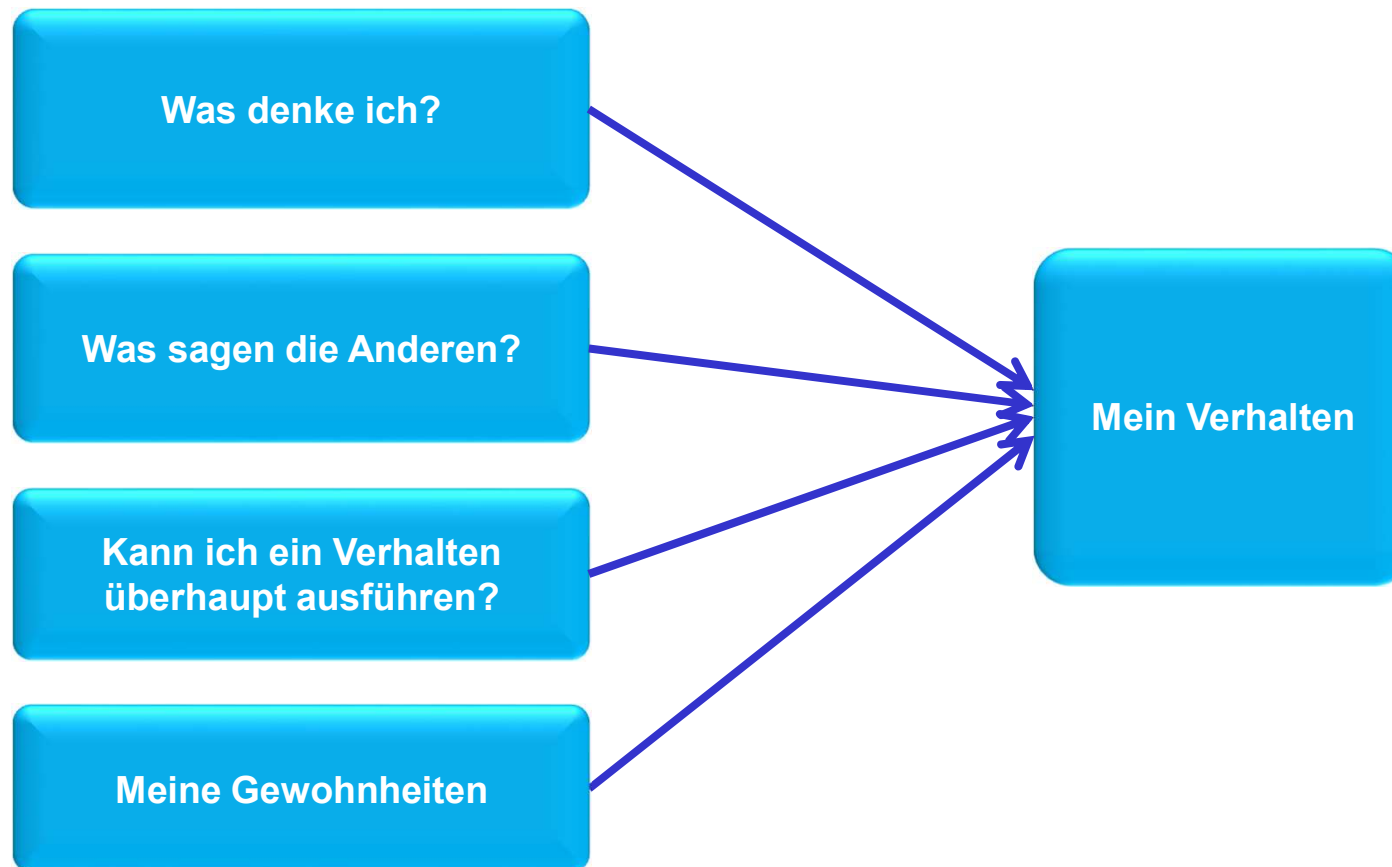 Was denke ich?
Was sagen die Anderen?
Kann ich ein Verhalten
überhaupt ausführen?
Meine Gewohnheiten
Mein Verhalten